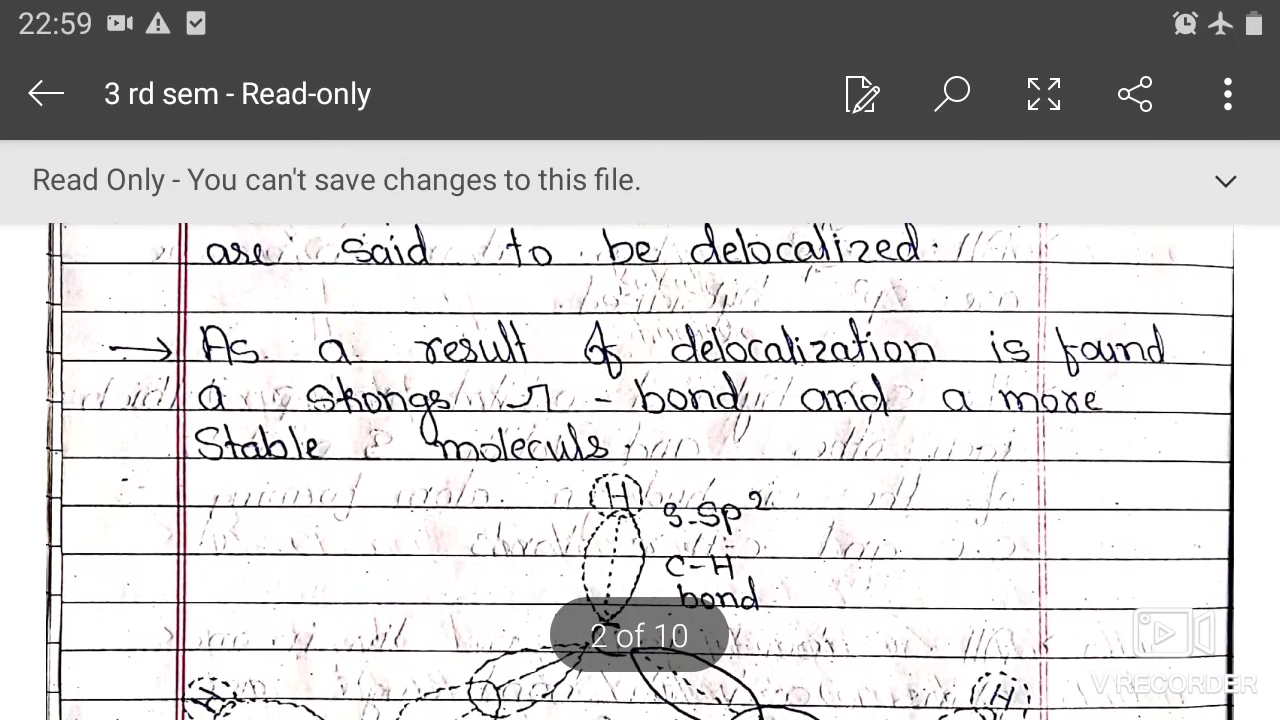 22:59
3 rd sem - Read-only
Read Only - You can't save changes to this file.
are said to be delocalized.
→ As a result of delocalization is found
a strongs π - bond and a more
Stable moleculs
H S-Sp²
C-H
bond
2 of 10
H H
V RECORDER